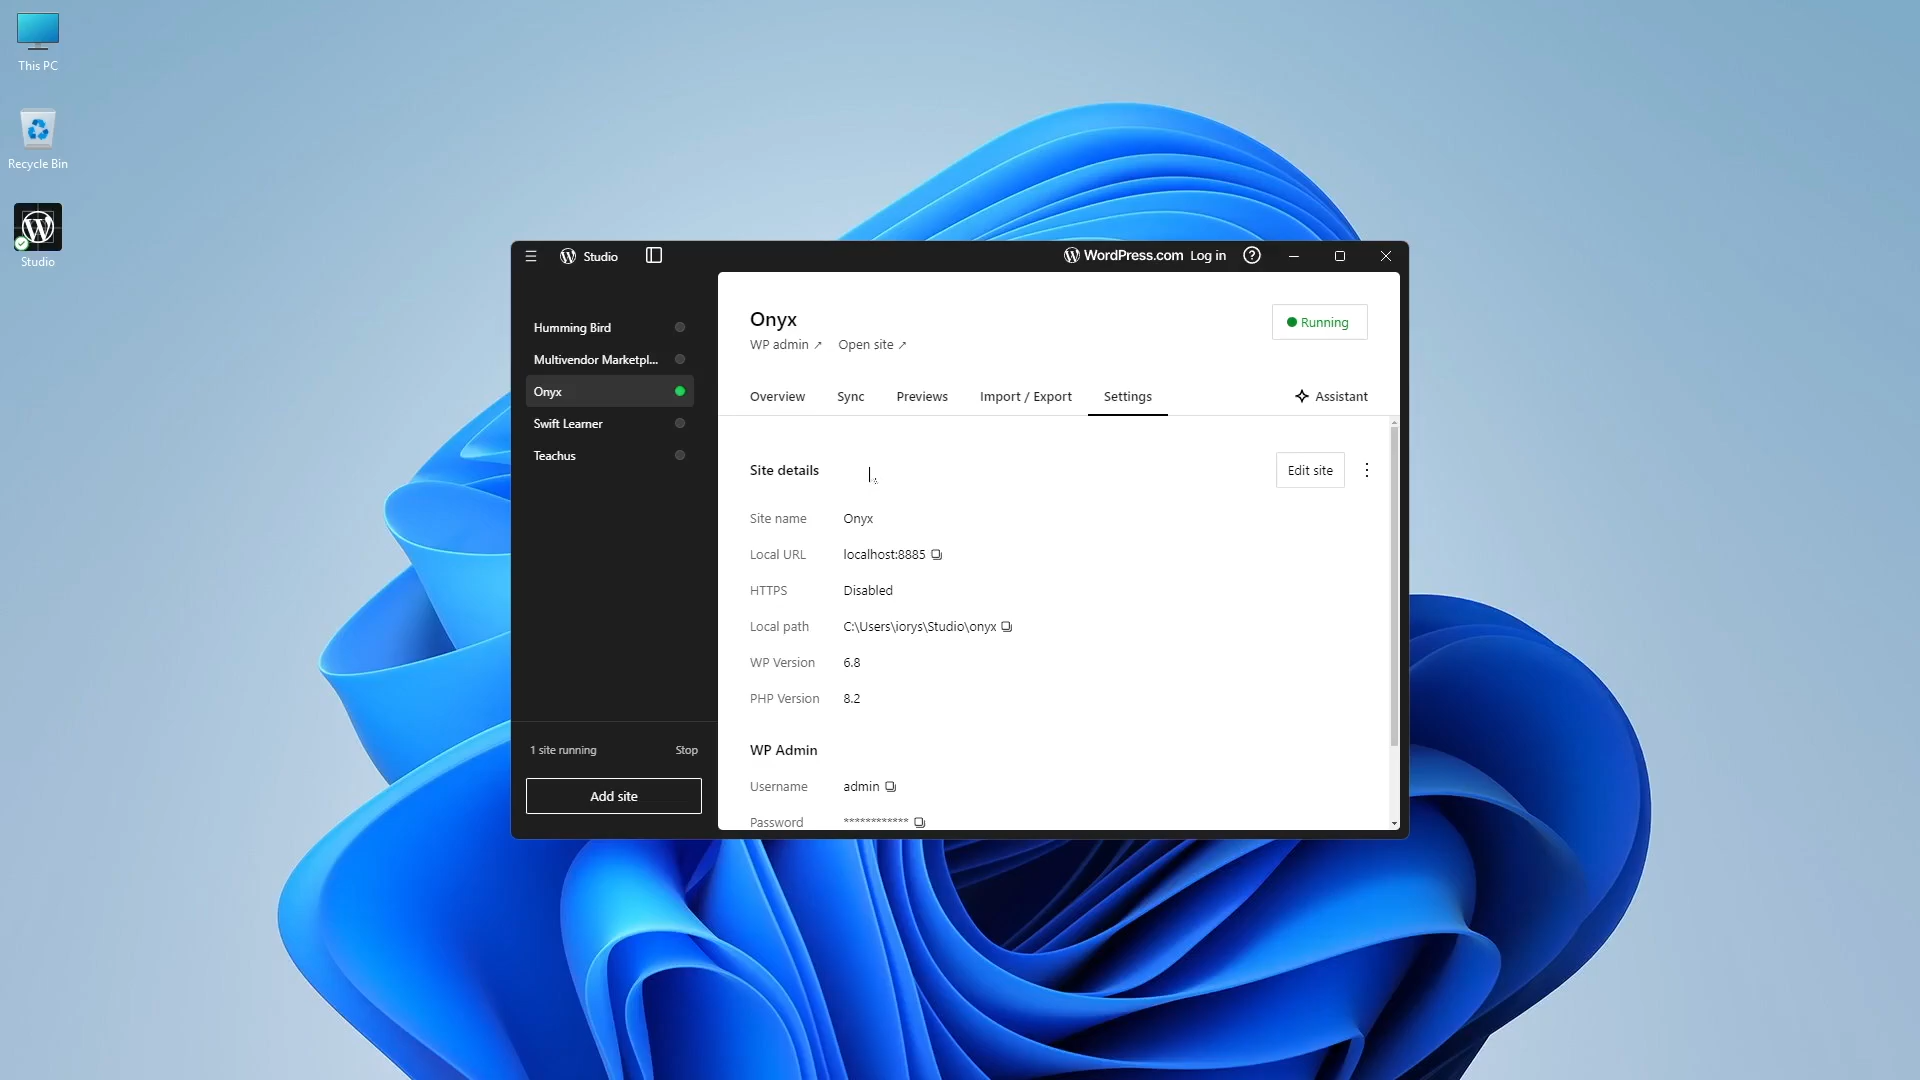 This PC
Recycle Bin
Studio
Studio
WordPress.com Log in
Humming Bird
Multivendor Marketpl...
Onyx
Swift Learner
Teachus
1 site running Stop
Add site
Onyx
Running
WP admin ↗ Open site ↗
Overview Sync Previews Import / Export Settings Assistant
Site details Edit site
Site name Onyx
Local URL localhost:8885
HTTPS Disabled
Local path C:\Users\iorys\Studio\onyx
WP Version 6.8
PHP Version 8.2
WP Admin
Username admin
Password ************